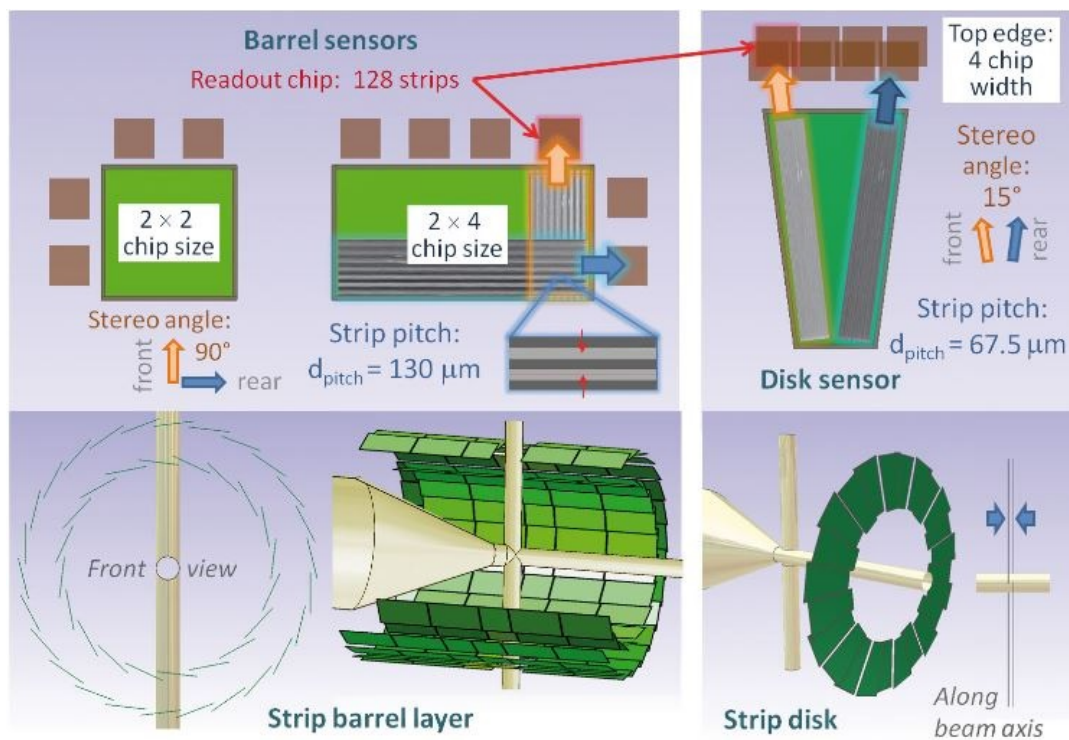 Barrel sensors
Readout chip: 128 strips
2 × 2
chip size
2 × 4
chip size
Stereo angle:
90°
front
rear
Strip pitch:
d_pitch = 130 μm
Top edge:
4 chip
width
Stereo
angle:
15°
front
rear
Strip pitch:
d_pitch = 67.5 μm
Disk sensor
Front view
Strip barrel layer
Strip disk
Along
beam axis